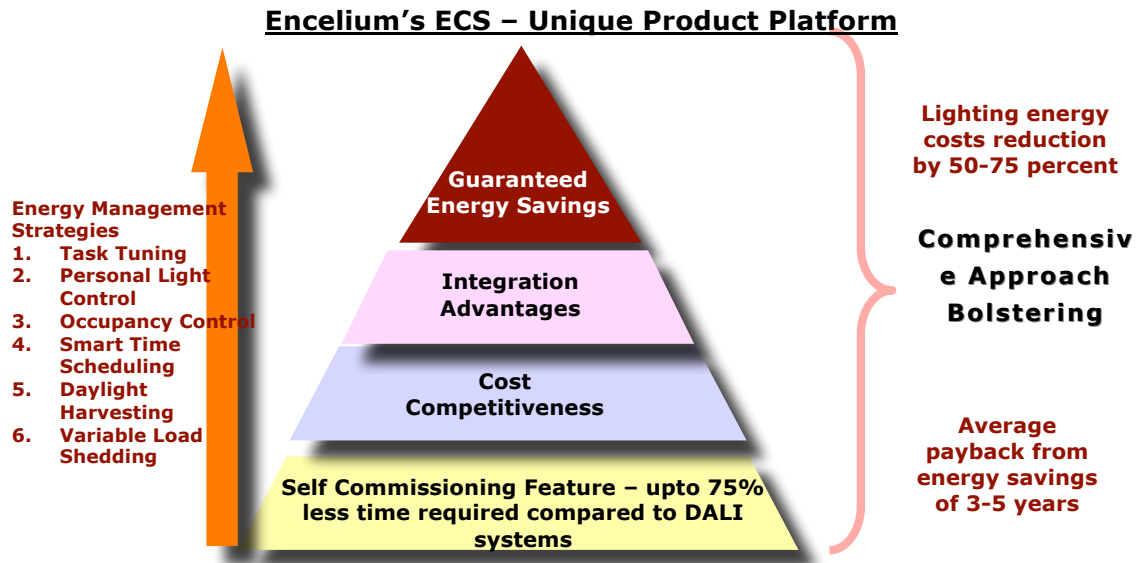 Encelium's ECS – Unique Product Platform
Energy Management
Strategies
1. Task Tuning
2. Personal Light
Control
3. Occupancy Control
4. Smart Time
Scheduling
5. Daylight
Harvesting
6. Variable Load
Shedding
Guaranteed
Energy Savings
Integration
Advantages
Cost
Competitiveness
Self Commissioning Feature – upto 75%
less time required compared to DALI
systems
Lighting energy
costs reduction
by 50-75 percent
Comprehensiv
e Approach
Bolstering
Average
payback from
energy savings
of 3-5 years